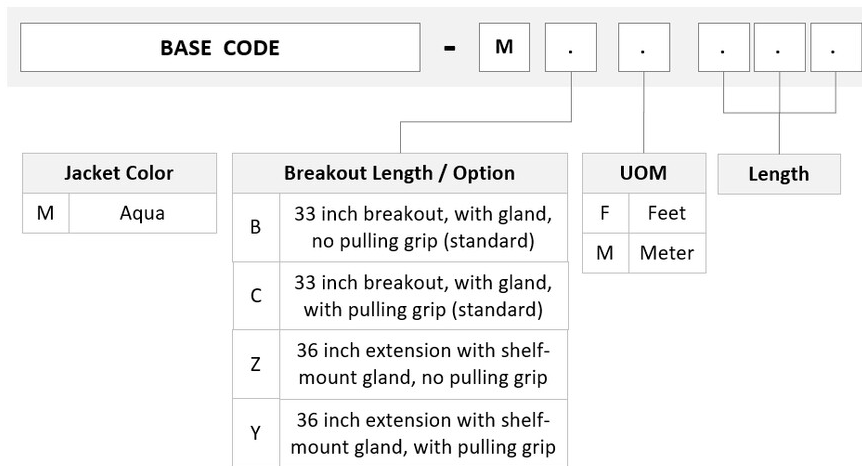 BASE CODE - M . . . . .
Jacket Color
M Aqua
Breakout Length / Option
B 33 inch breakout, with gland,
no pulling grip (standard)
C 33 inch breakout, with gland,
with pulling grip (standard)
Z 36 inch extension with shelf-
mount gland, no pulling grip
Y 36 inch extension with shelf-
mount gland, with pulling grip
UOM
F Feet
M Meter
Length